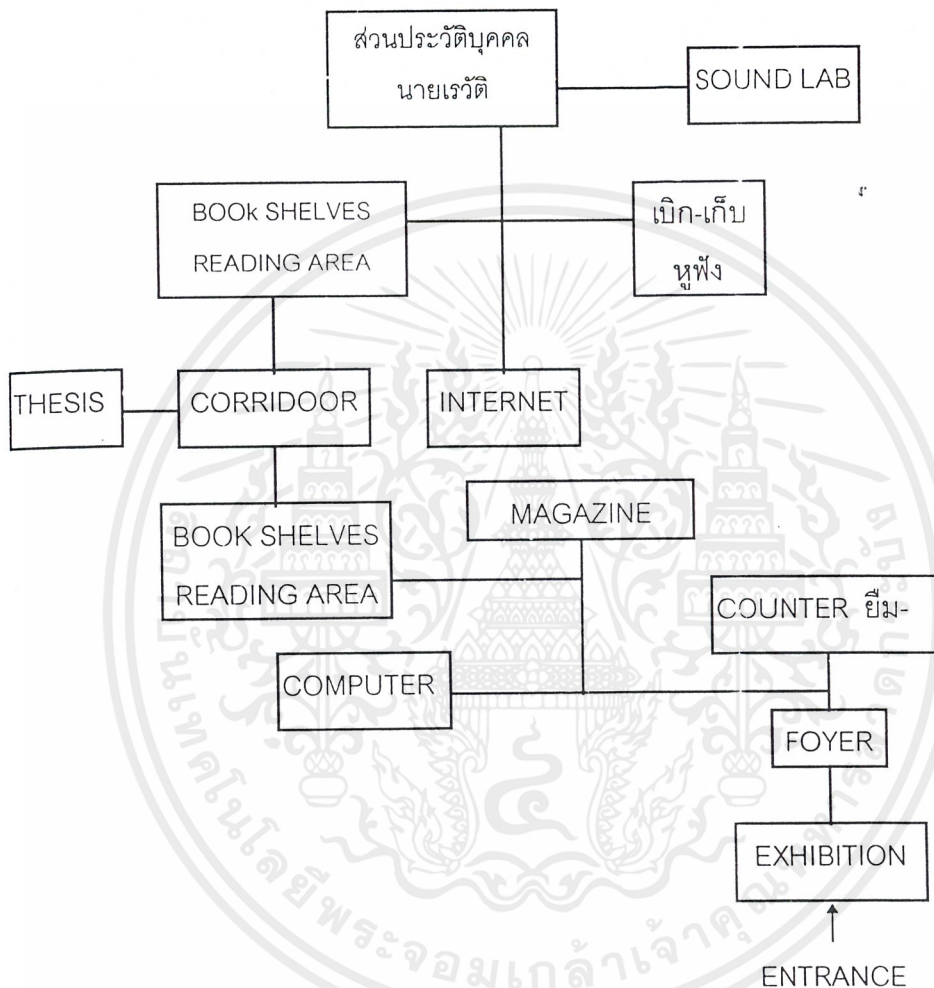 ส่วนประวัติบุคคล
นายเรวัติ
SOUND LAB
BOOk SHELVES
READING AREA
เบิก-เก็บ
หูฟัง
THESIS
CORRIDOOR
INTERNET
BOOK SHELVES
READING AREA
MAGAZINE
COUNTER ยืม-
COMPUTER
FOYER
EXHIBITION
ENTRANCE